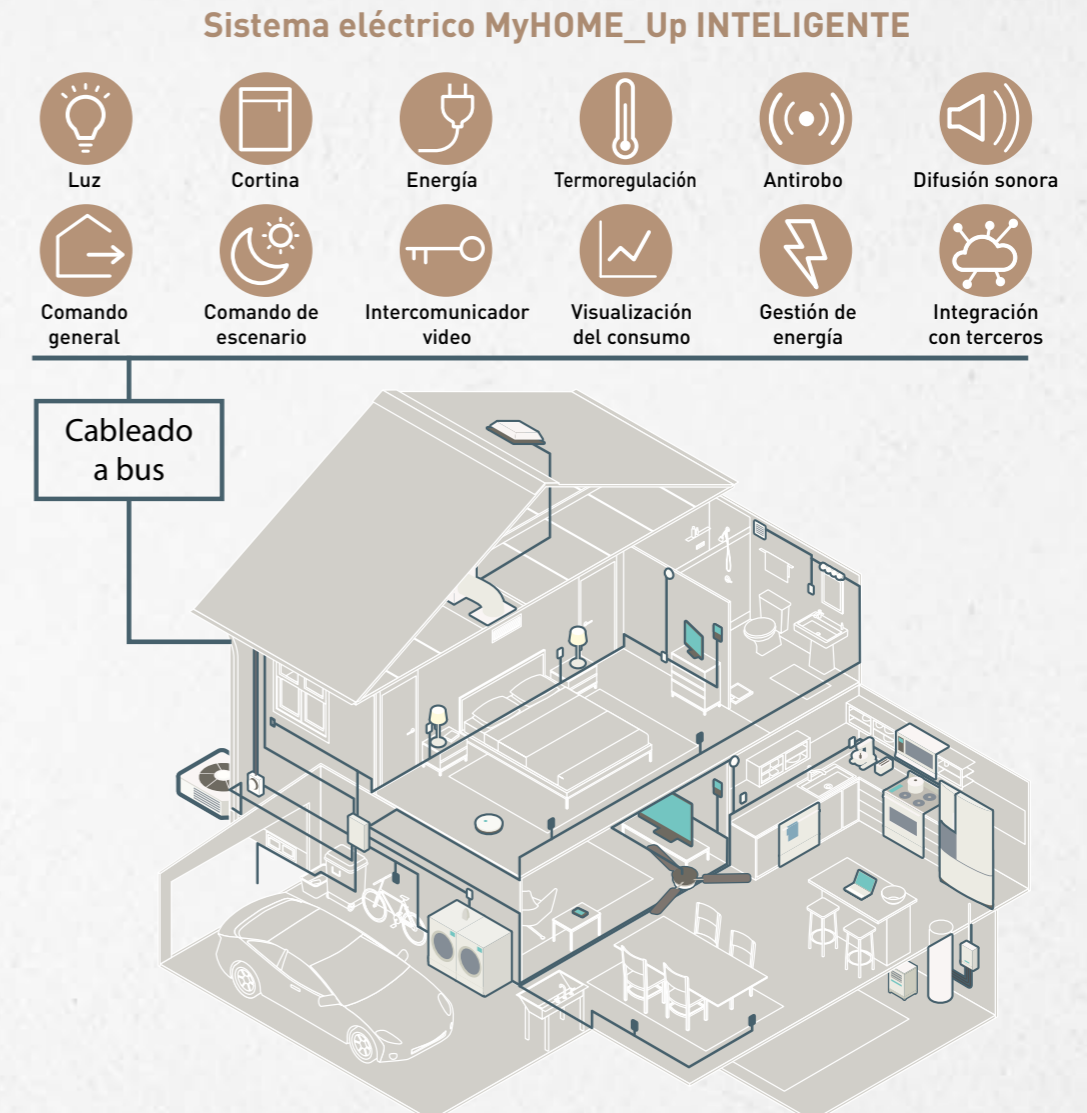 Sistema eléctrico MyHOME_Up INTELIGENTE
Luz
Cortina
Energía
Termoregulación
Antirobo
Difusión sonora
Comando
general
Comando de
escenario
Intercomunicador
video
Visualización
del consumo
Gestión de
energía
Integración
con terceros
Cableado
a bus